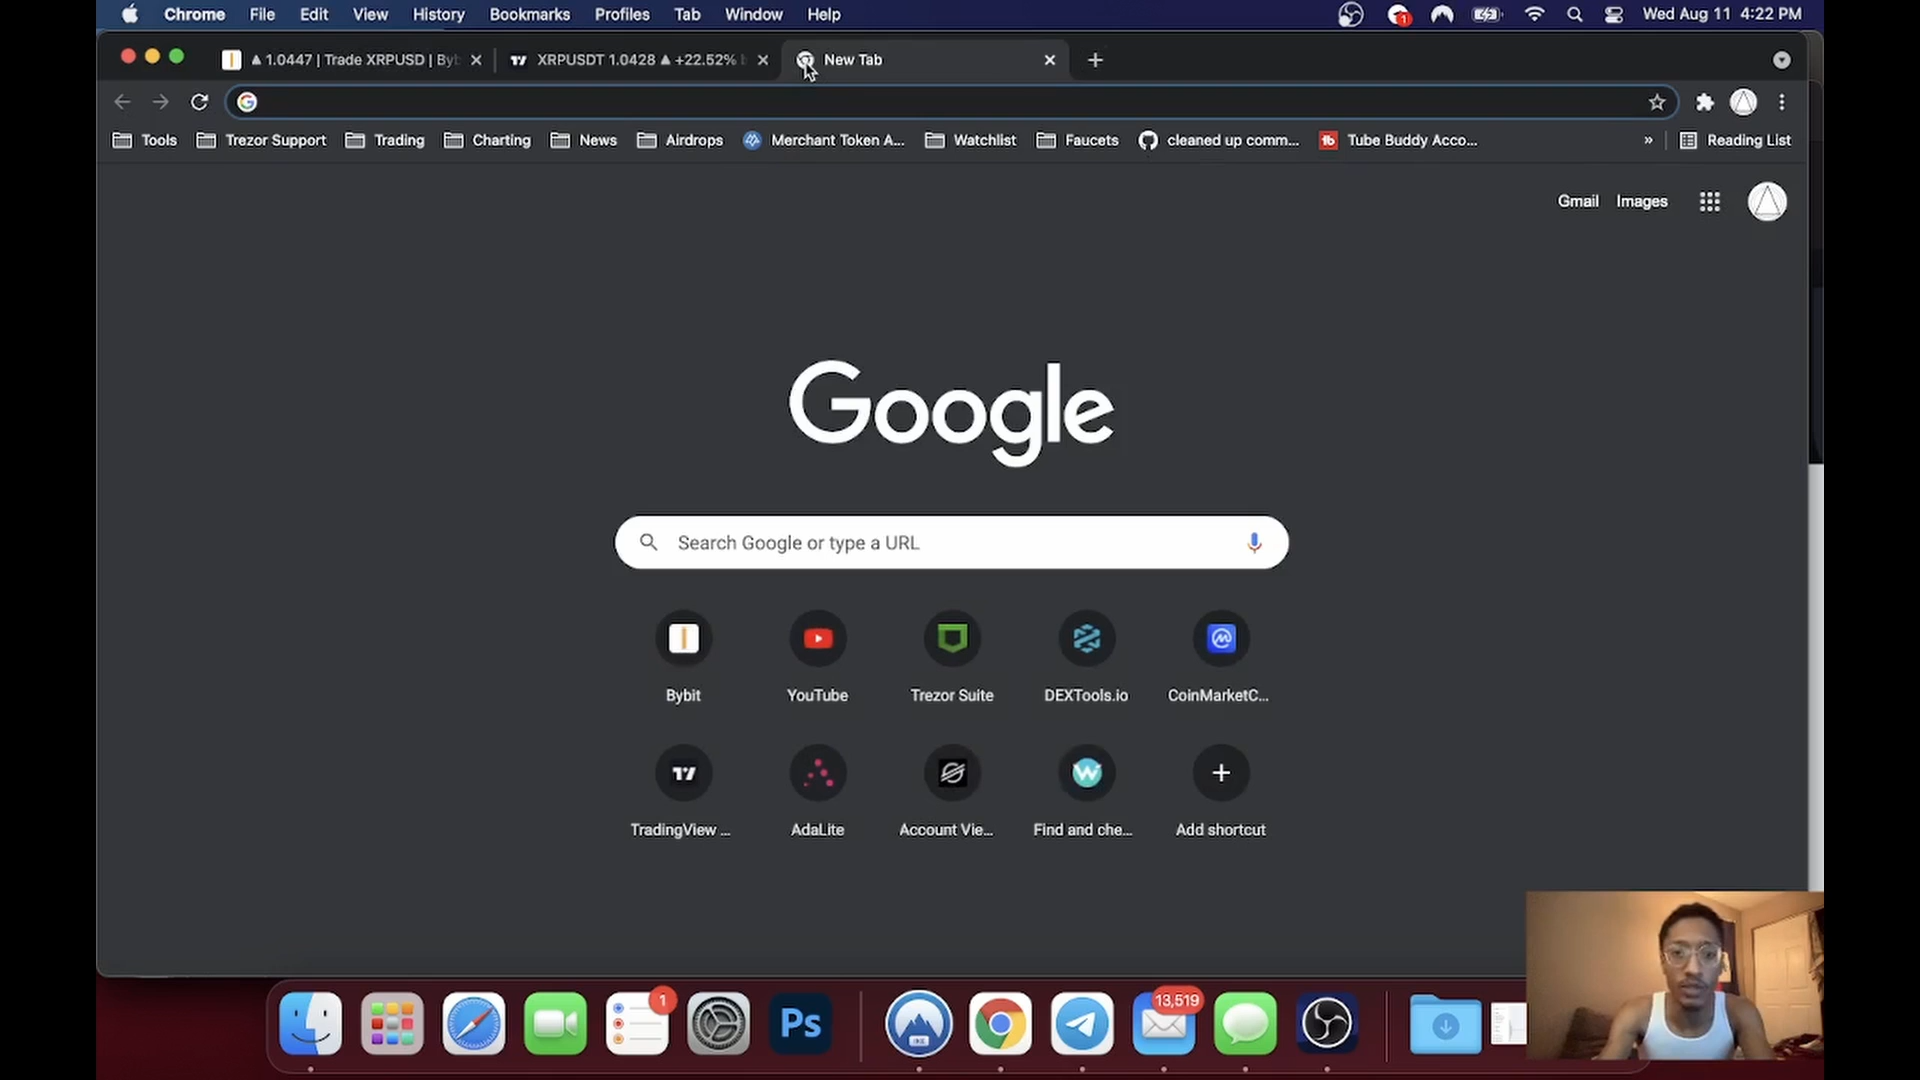 Chrome File Edit View History Bookmarks Profiles Tab Window Help 1 Wed Aug 11 4:22 PM
▲ 1.0447 | Trade XRPUSD | Byb XRPUSDT 1.0428 ▲ +22.52% New Tab
Tools Trezor Support Trading Charting News Airdrops Merchant Token A... Watchlist Faucets cleaned up comm... tb Tube Buddy Acco... » Reading List
Gmail Images
Google
Search Google or type a URL
Bybit YouTube Trezor Suite DEXTools.io CoinMarketC...
TradingView ... AdaLite Account Vie... Find and che... Add shortcut
1 13,519
Ps